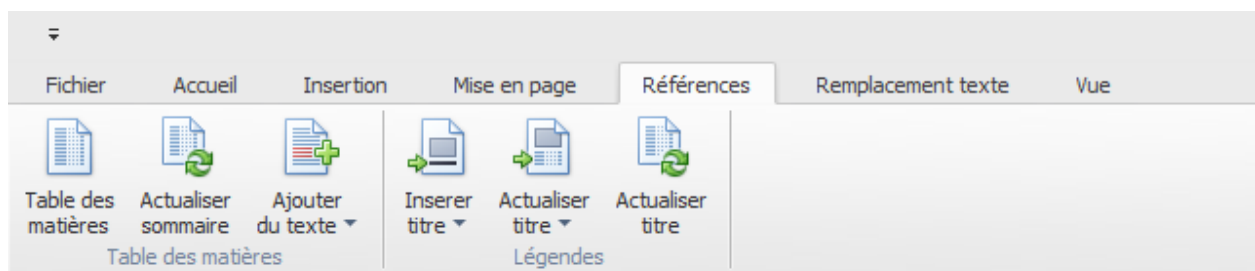 Fichier Accueil Insertion Mise en page Références Remplacement texte Vue
Table des Actualiser Ajouter Inserer Actualiser Actualiser
matières sommaire du texte titre titre titre
Table des matières Légendes